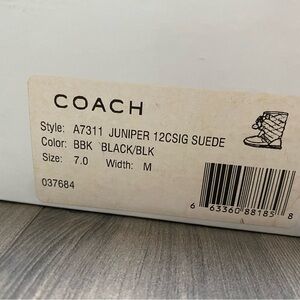 COACH
Style: A7311 JUNIPER 12CSIG SUEDE
Color: BBK BLACK/BLK
Size: 7.0 Width: M
037684
6 63360 88185 8